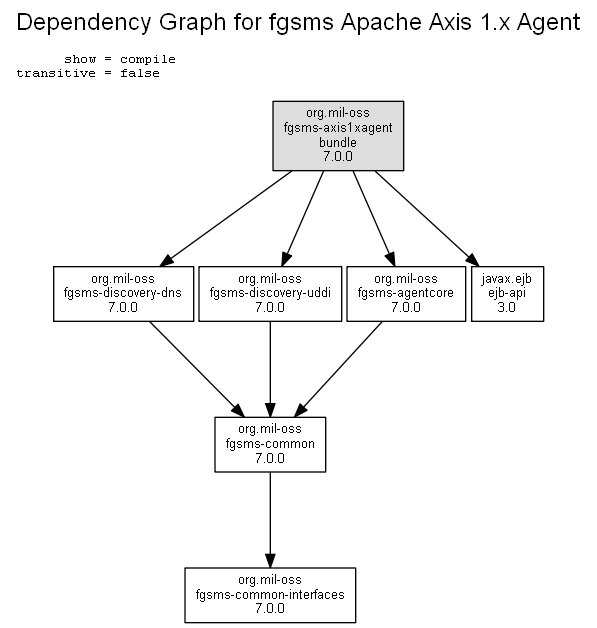 Dependency Graph for fgsms Apache Axis 1.x Agent
show = compile
transitive = false
org.mil-oss
fgsms-axis1xagent
bundle
7.0.0
org.mil-oss
fgsms-discovery-dns
7.0.0
org.mil-oss
fgsms-discovery-uddi
7.0.0
org.mil-oss
fgsms-agentcore
7.0.0
javax.ejb
ejb-api
3.0
org.mil-oss
fgsms-common
7.0.0
org.mil-oss
fgsms-common-interfaces
7.0.0